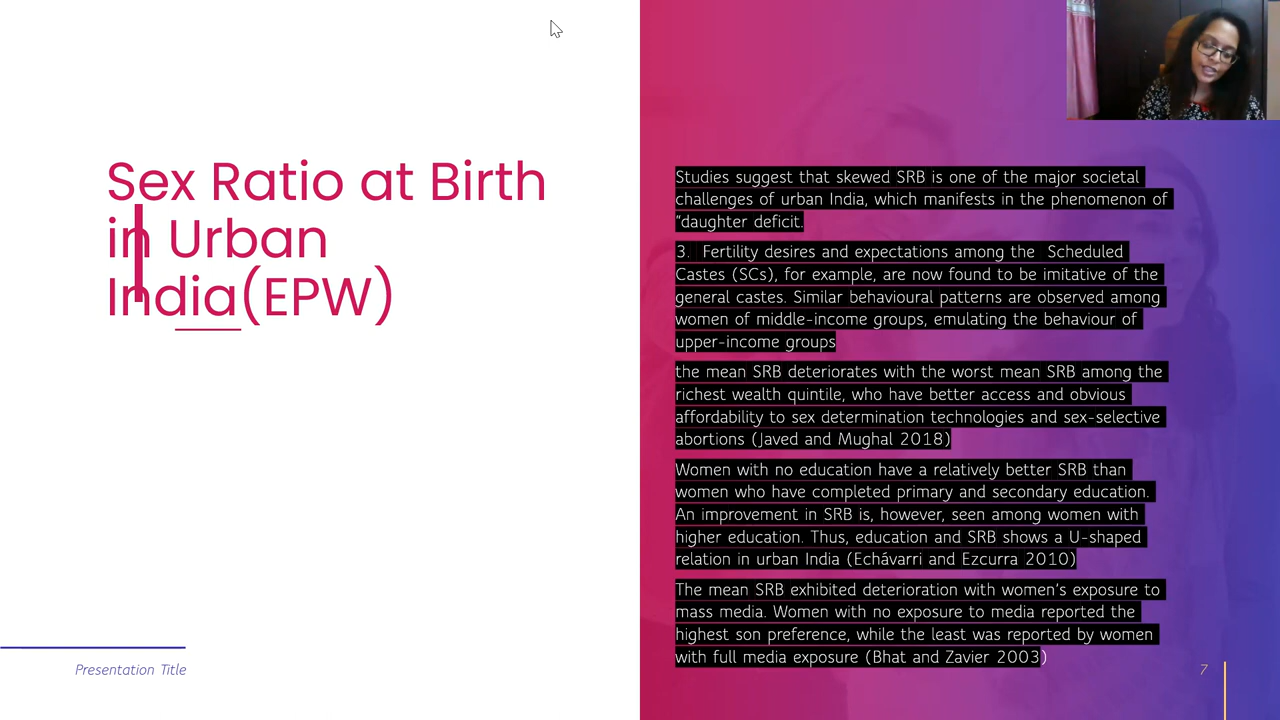 Sex Ratio at Birth
in Urban
India(EPW)
Studies suggest that skewed SRB is one of the major societal
challenges of urban India, which manifests in the phenomenon of
“daughter deficit.
3. Fertility desires and expectations among the Scheduled
Castes (SCs), for example, are now found to be imitative of the
general castes. Similar behavioural patterns are observed among
women of middle-income groups, emulating the behaviour of
upper-income groups
the mean SRB deteriorates with the worst mean SRB among the
richest wealth quintile, who have better access and obvious
affordability to sex determination technologies and sex-selective
abortions (Javed and Mughal 2018)
Women with no education have a relatively better SRB than
women who have completed primary and secondary education.
An improvement in SRB is, however, seen among women with
higher education. Thus, education and SRB shows a U-shaped
relation in urban India (Echávarri and Ezcurra 2010)
The mean SRB exhibited deterioration with women’s exposure to
mass media. Women with no exposure to media reported the
highest son preference, while the least was reported by women
with full media exposure (Bhat and Zavier 2003)
Presentation Title
7